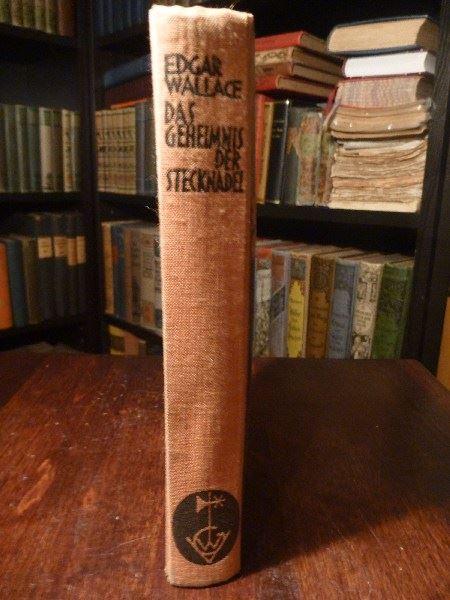 EDGAR
WALLACE
DAS
GEHEIMNIS
DER
STECKNADEL